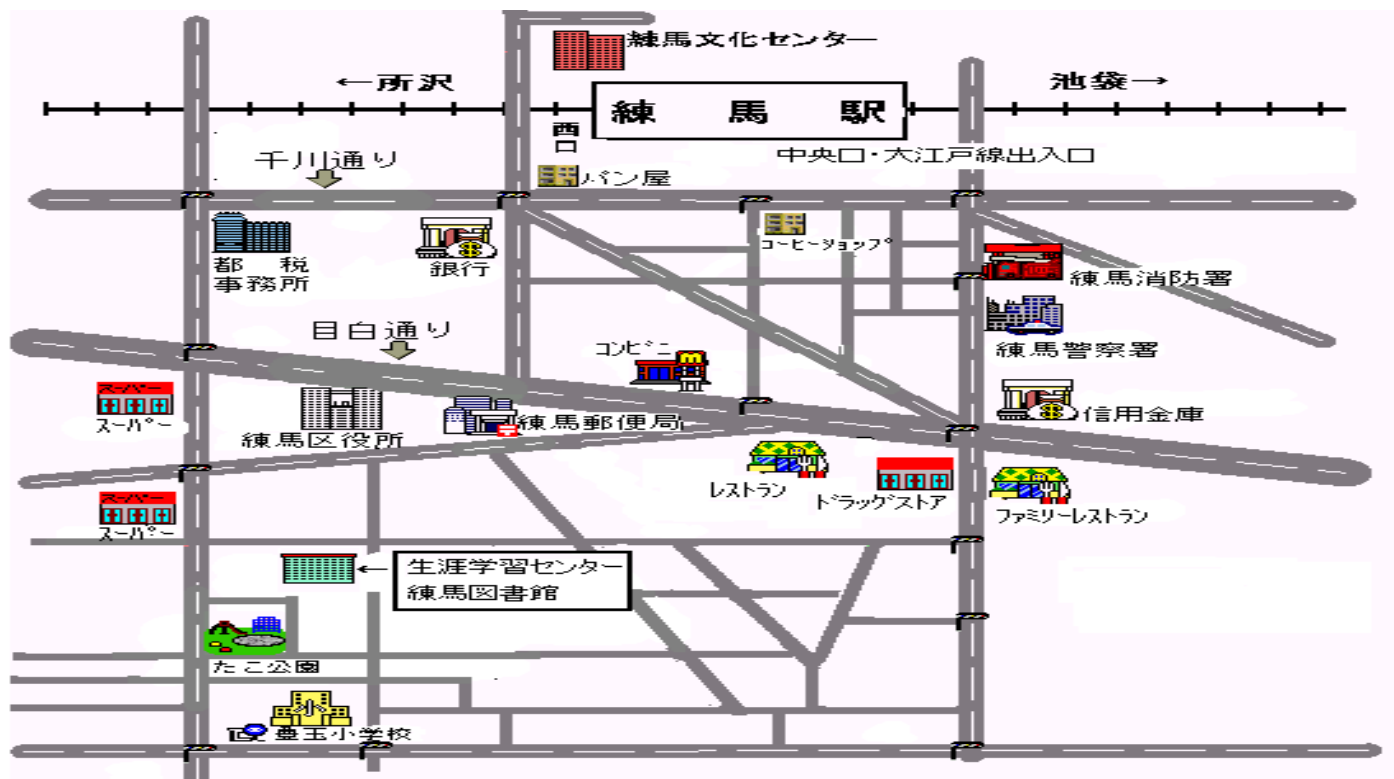 練馬文化センター
←所沢
池袋→
練馬駅
西口
中央口・大江戸線出入口
千川通り
パン屋
コーヒーショップ
都税
事務所
銀行
練馬消防署
目白通り
コンビニ
練馬警察署
スーパー
スーパー
練馬区役所
練馬郵便局
信用金庫
レストラン
ドラッグストア
ファミリーレストラン
スーパー
スーパー
生涯学習センター
練馬図書館
たこ公園
小
豊玉小学校